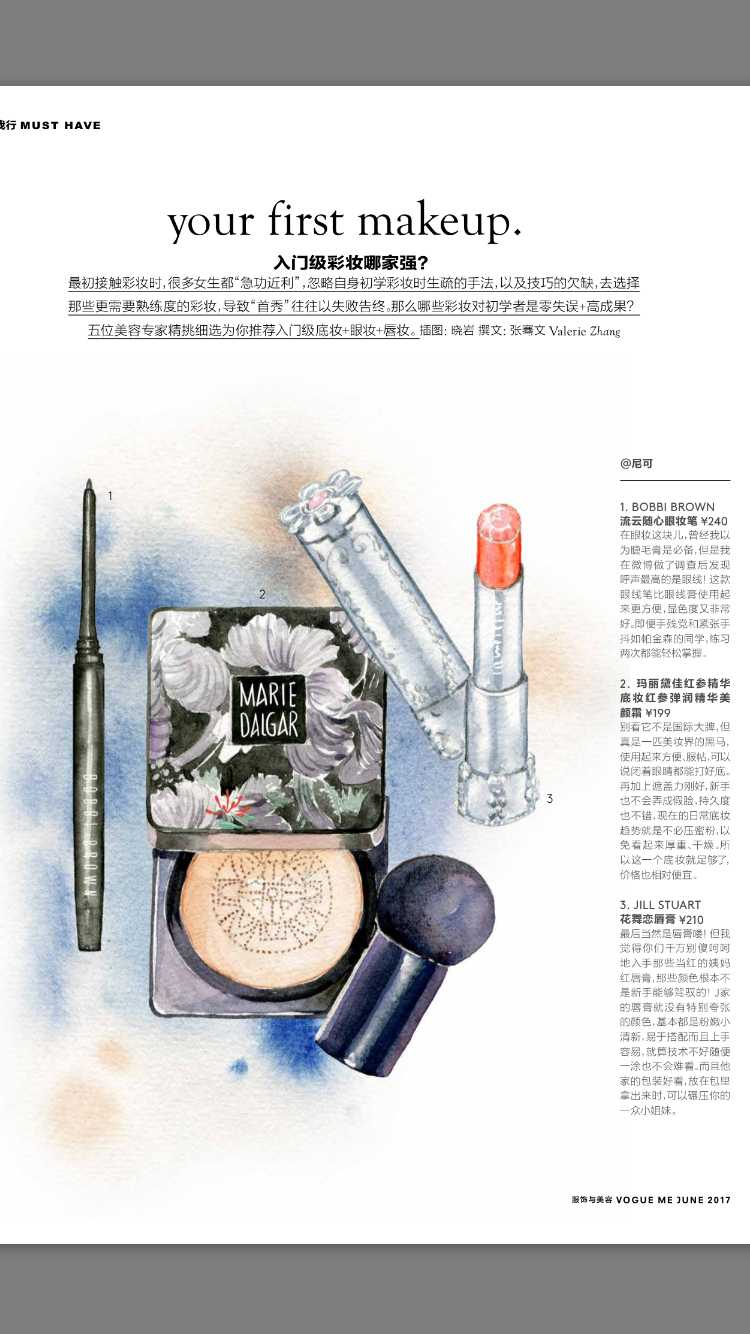 我行 MUST HAVE
your first makeup.
入门级彩妆哪家强?
最初接触彩妆时,很多女生都“急功近利”,忽略自身初学彩妆时生疏的手法,以及技巧的欠缺,去选择
那些更需要熟练度的彩妆,导致“首秀”往往以失败告终。那么哪些彩妆对初学者是零失误+高成果?
五位美容专家精挑细选为你推荐入门级底妆+眼妆+唇妆。插图: 晓岩 撰文: 张骞文 Valerie Zhang
@尼可
1
2
3
MARIE
DALGAR
BOBBI BROWN
1. BOBBI BROWN
流云随心眼妆笔 ¥240
在眼妆这块儿,曾经我以
为睫毛膏是必备,但是我
在微博做了调查后发现
呼声最高的是眼线! 这款
眼线笔比眼线膏使用起
来更方便,显色度又非常
好。即便手残党和紧张手
抖如帕金森的同学,练习
两次都能轻松掌握。
2. 玛丽黛佳红参精华
底妆红参弹润精华美
颜霜 ¥199
别看它不是国际大牌,但
真是一匹美妆界的黑马,
使用起来方便、服帖,可以
说闭着眼睛都能打好底。
再加上遮盖力刚好,新手
也不会弄成假脸,持久度
也不错,现在的日常底妆
趋势就是不必压蜜粉,以
免看起来厚重、干燥。所
以这一个底妆就足够了,
价格也相对便宜。
3. JILL STUART
花舞恋唇膏 ¥210
最后当然是唇膏喽! 但我
觉得你们千万别傻呵呵
地入手那些当红的姨妈
红唇膏,那些颜色根本不
是新手能够驾驭的! J家
的唇膏就没有特别夸张
的颜色,基本都是粉嫩小
清新,易于搭配而且上手
容易,就算技术不好随便
一涂也不会难看。而且他
家的包装好看,放在包里
拿出来时,可以碾压你的
一众小姐妹。
服饰与美容 VOGUE ME JUNE 2017